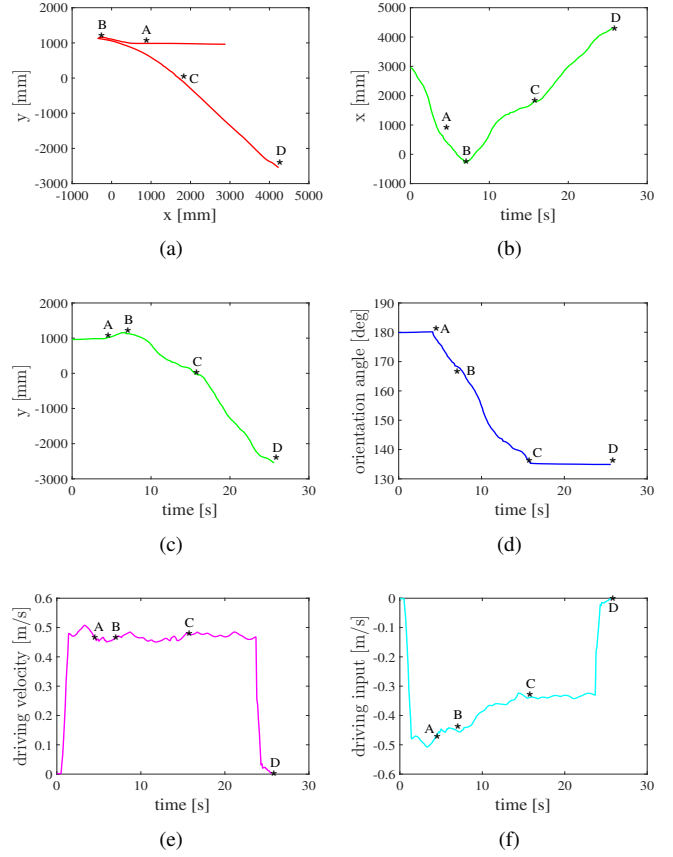 2000
1000
0
-1000
-2000
-3000
y [mm]
B
A
C
D
-1000 0 1000 2000 3000 4000 5000
x [mm]
(a)
5000
4000
3000
2000
1000
0
-1000
x [mm]
A
B
C
D
0 10 20 30
time [s]
(b)
2000
1000
0
-1000
-2000
-3000
y [mm]
A
B
C
D
0 10 20 30
time [s]
(c)
190
180
170
160
150
140
130
orientation angle [deg]
A
B
C
D
0 10 20 30
time [s]
(d)
0.6
0.5
0.4
0.3
0.2
0.1
0
driving velocity [m/s]
A
B
C
D
0 10 20 30
time [s]
(e)
0
-0.1
-0.2
-0.3
-0.4
-0.5
-0.6
driving input [m/s]
A
B
C
D
0 10 20 30
time [s]
(f)